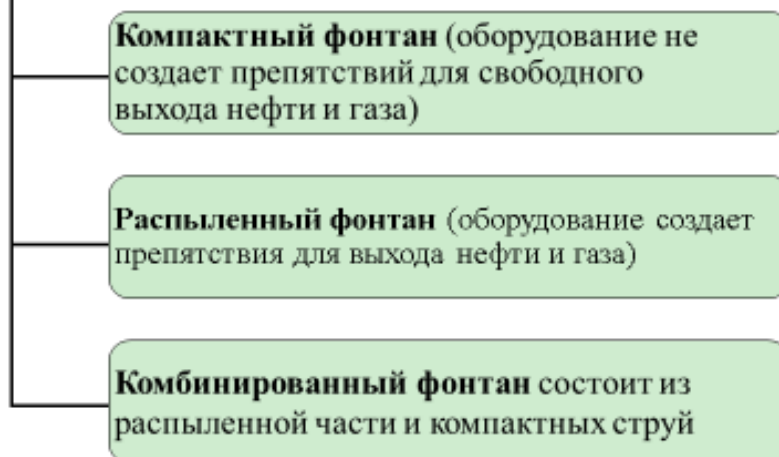 Компактный фонтан (оборудование не
создает препятствий для свободного
выхода нефти и газа)
Распыленный фонтан (оборудование создает
препятствия для выхода нефти и газа)
Комбинированный фонтан состоит из
распыленной части и компактных струй